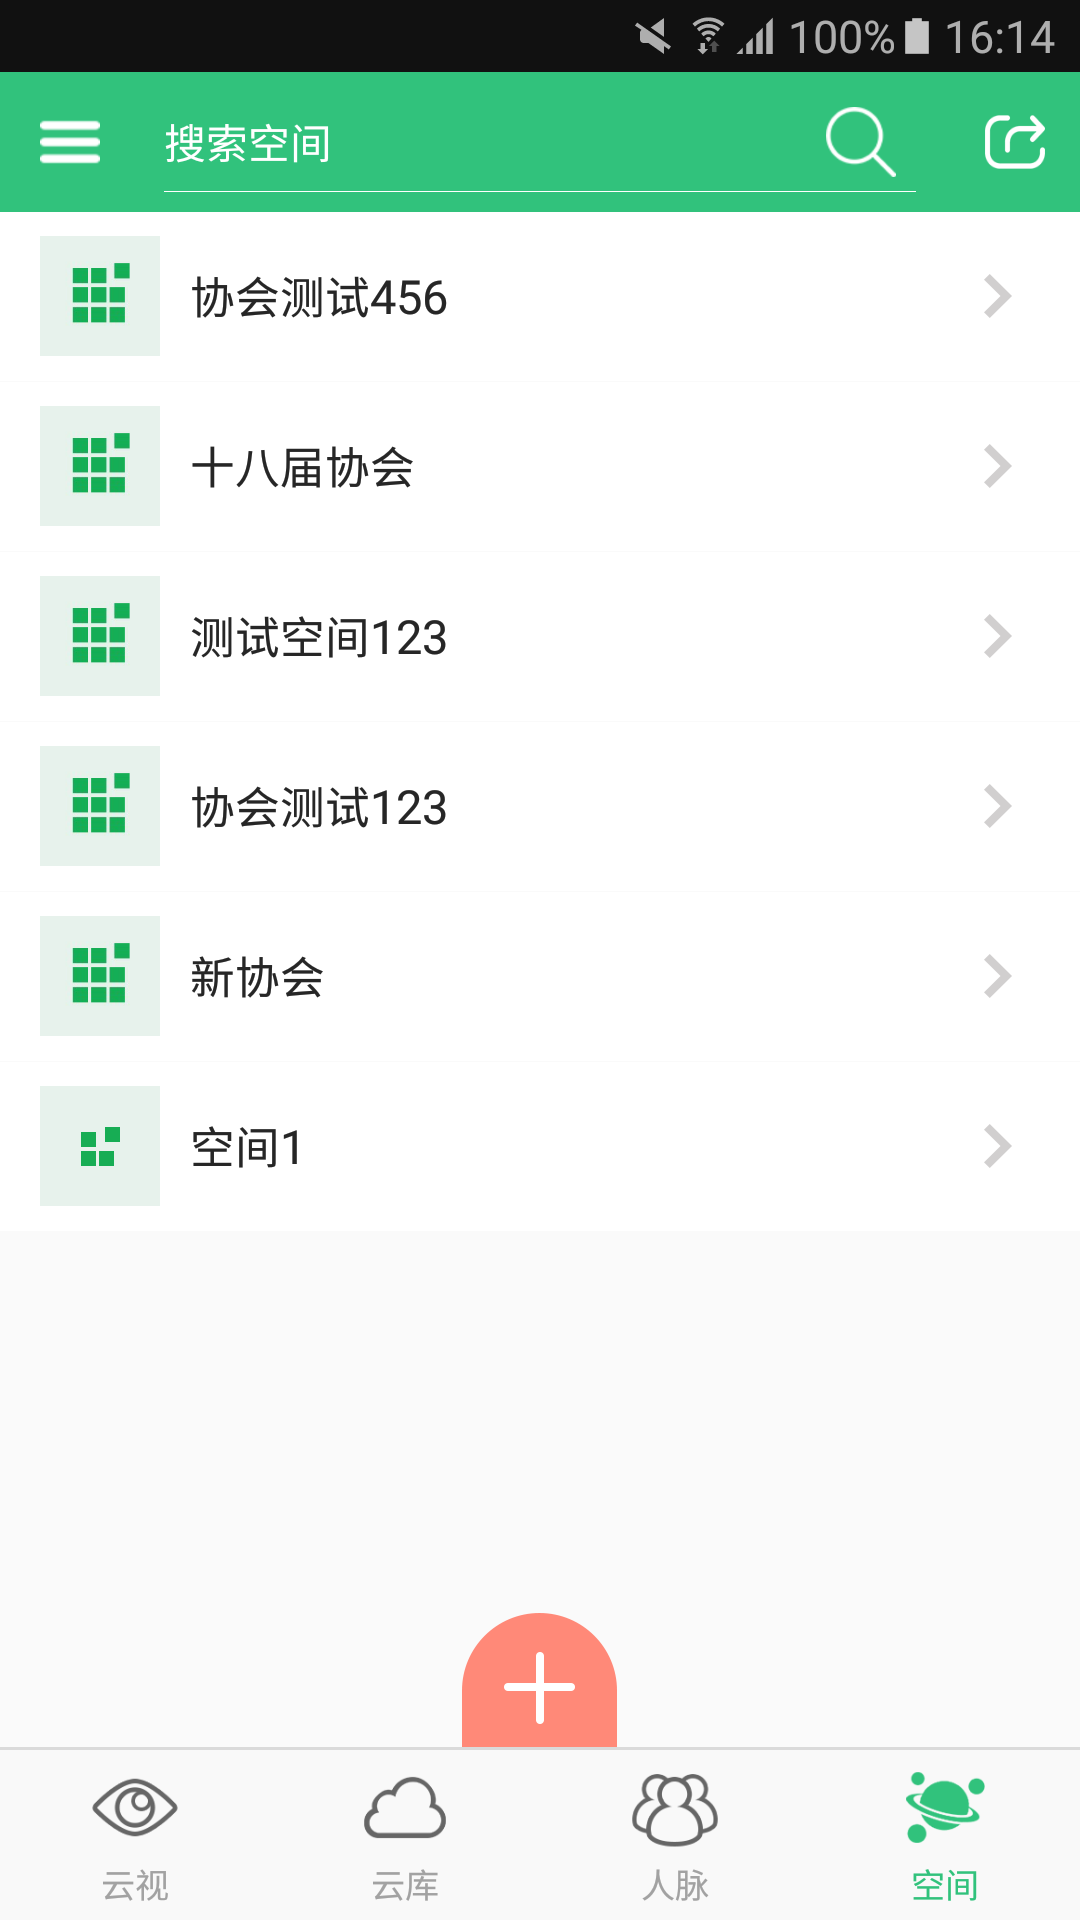 100% 16:14
搜索空间
协会测试456
十八届协会
测试空间123
协会测试123
新协会
空间1
云视 云库 人脉 空间